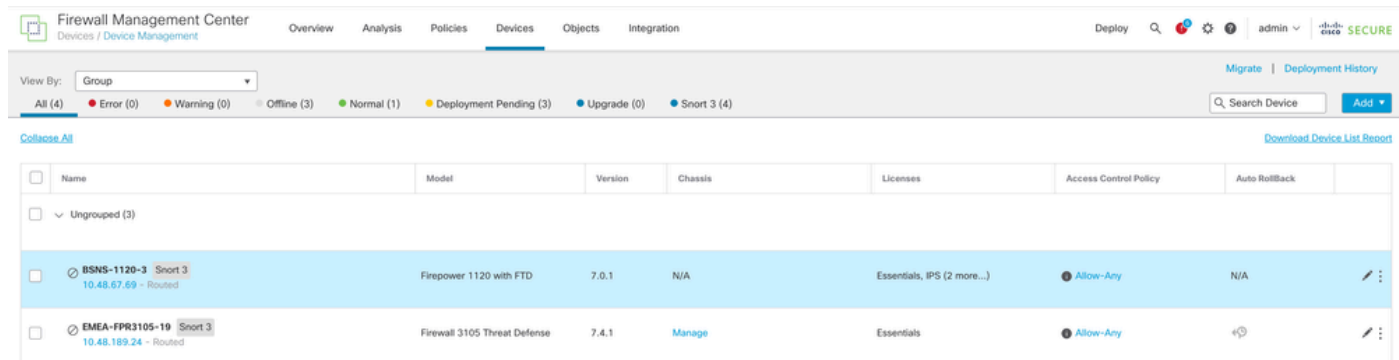 Firewall Management Center
Devices / Device Management
Overview Analysis Policies Devices Objects Integration
Deploy 6 admin cisco SECURE
Migrate | Deployment History
View By: Group
All (4) Error (0) Warning (0) Offline (3) Normal (1) Deployment Pending (3) Upgrade (0) Snort 3 (4)
Search Device Add
Collapse All Download Device List Report
Name Model Version Chassis Licenses Access Control Policy Auto RollBack
Ungrouped (3)
BSNS-1120-3 Snort 3 Firepower 1120 with FTD 7.0.1 N/A Essentials, IPS (2 more...) Allow-Any N/A
10.48.67.69 - Routed
EMEA-FPR3105-19 Snort 3 Firewall 3105 Threat Defense 7.4.1 Manage Essentials Allow-Any
10.48.189.24 - Routed